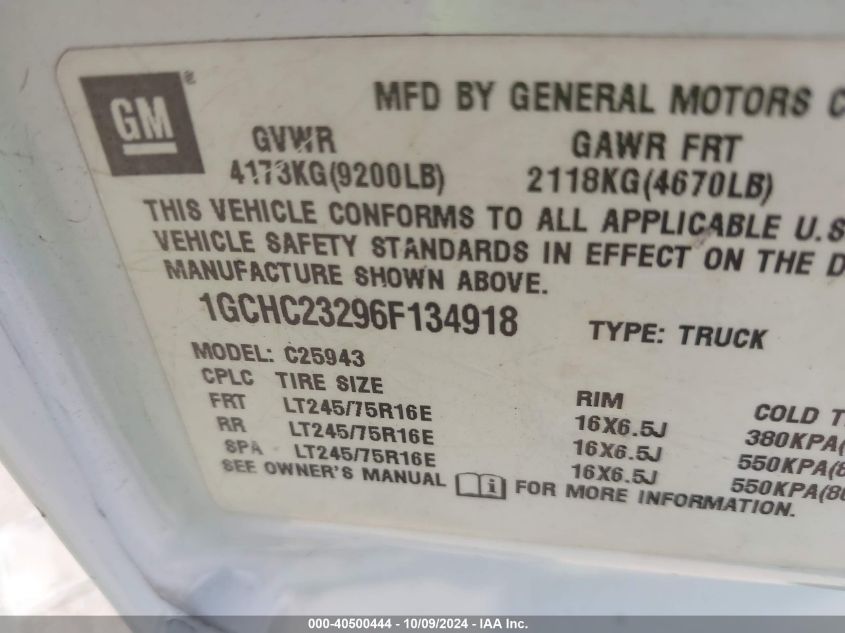 GM ®
MFD BY GENERAL MOTORS C
GVWR GAWR FRT
4173KG(9200LB) 2118KG(4670LB)
THIS VEHICLE CONFORMS TO ALL APPLICABLE U.S
VEHICLE SAFETY STANDARDS IN EFFECT ON THE D
MANUFACTURE SHOWN ABOVE.
1GCHC23296F134918 TYPE: TRUCK
MODEL: C25943
CPLC TIRE SIZE RIM COLD T
FRT LT245/75R16E 16X6.5J 380KPA(
RR LT245/75R16E 16X6.5J 550KPA(8
SPA LT245/75R16E 16X6.5J 550KPA(80
SEE OWNER'S MANUAL i FOR MORE INFORMATION.
000-40500444 - 10/09/2024 - IAA Inc.